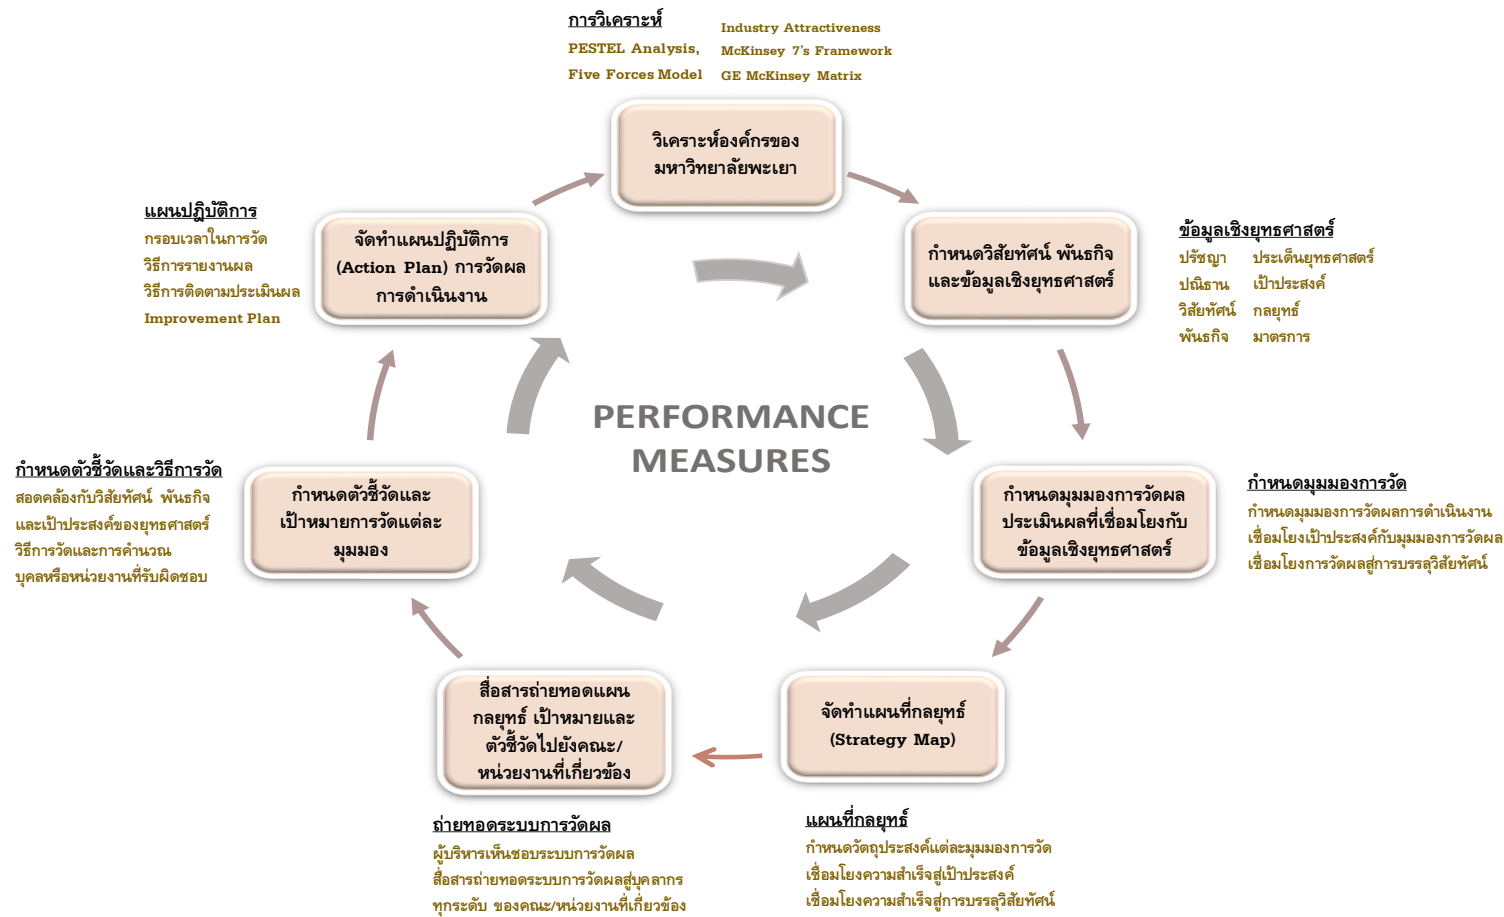 การวิเคราะห์
PESTEL Analysis,
Five Forces Model
Industry Attractiveness
McKinsey 7's Framework
GE McKinsey Matrix
วิเคราะห์องค์กรของ
มหาวิทยาลัยพะเยา
กำหนดวิสัยทัศน์ พันธกิจ
และข้อมูลเชิงยุทธศาสตร์
ข้อมูลเชิงยุทธศาสตร์
ปรัชญา ประเด็นยุทธศาสตร์
ปณิธาน เป้าประสงค์
วิสัยทัศน์ กลยุทธ์
พันธกิจ มาตรการ
กำหนดมุมมองการวัดผล
ประเมินผลที่เชื่อมโยงกับ
ข้อมูลเชิงยุทธศาสตร์
กำหนดมุมมองการวัด
กำหนดมุมมองการวัดผลการดำเนินงาน
เชื่อมโยงเป้าประสงค์กับมุมมองการวัดผล
เชื่อมโยงการวัดผลสู่การบรรลุวิสัยทัศน์
จัดทำแผนที่กลยุทธ์
(Strategy Map)
แผนที่กลยุทธ์
กำหนดวัตถุประสงค์แต่ละมุมมองการวัด
เชื่อมโยงความสำเร็จสู่เป้าประสงค์
เชื่อมโยงความสำเร็จสู่การบรรลุวิสัยทัศน์
สื่อสารถ่ายทอดแผน
กลยุทธ์ เป้าหมายและ
ตัวชี้วัดไปยังคณะ/
หน่วยงานที่เกี่ยวข้อง
ถ่ายทอดระบบการวัดผล
ผู้บริหารเห็นชอบระบบการวัดผล
สื่อสารถ่ายทอดระบบการวัดผลสู่บุคลากร
ทุกระดับ ของคณะ/หน่วยงานที่เกี่ยวข้อง
กำหนดตัวชี้วัดและ
เป้าหมายการวัดแต่ละ
มุมมอง
กำหนดตัวชี้วัดและวิธีการวัด
สอดคล้องกับวิสัยทัศน์ พันธกิจ
และเป้าประสงค์ของยุทธศาสตร์
วิธีการวัดและการคำนวณ
บุคลหรือหน่วยงานที่รับผิดชอบ
จัดทำแผนปฏิบัติการ
(Action Plan) การวัดผล
การดำเนินงาน
แผนปฎิบัติการ
กรอบเวลาในการวัด
วิธีการรายงานผล
วิธีการติดตามประเมินผล
Improvement Plan
PERFORMANCE
MEASURES